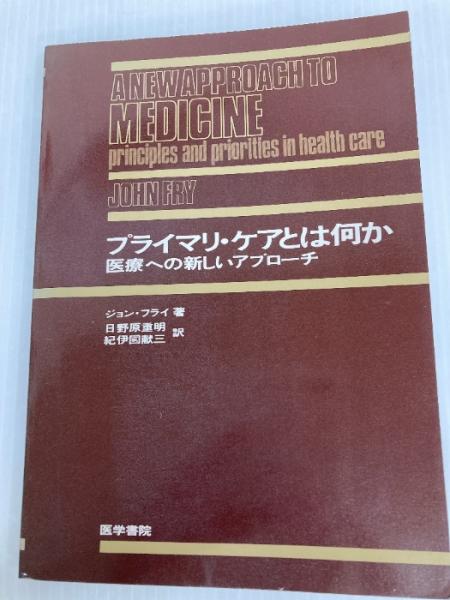 A NEW APPROACH TO
MEDICINE
principles and priorities in health care
JOHN FRY
プライマリ・ケアとは何か
医療への新しいアプローチ
ジョン・フライ 著
日野原重明
紀伊國献三 訳
医学書院